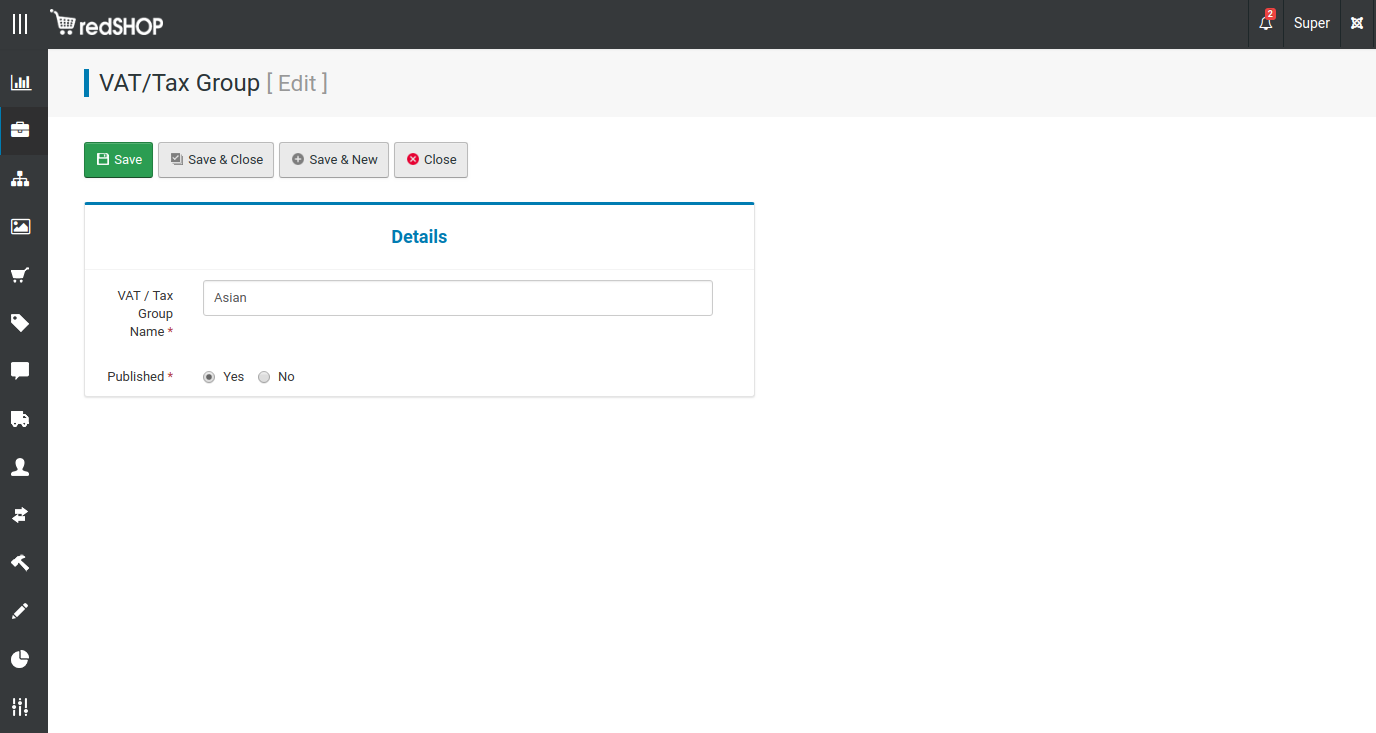 redSHOP
2
Super
VAT/Tax Group [ Edit ]
Save
Save & Close
Save & New
Close
Details
VAT / Tax
Group
Name *
Asian
Published *
Yes
No